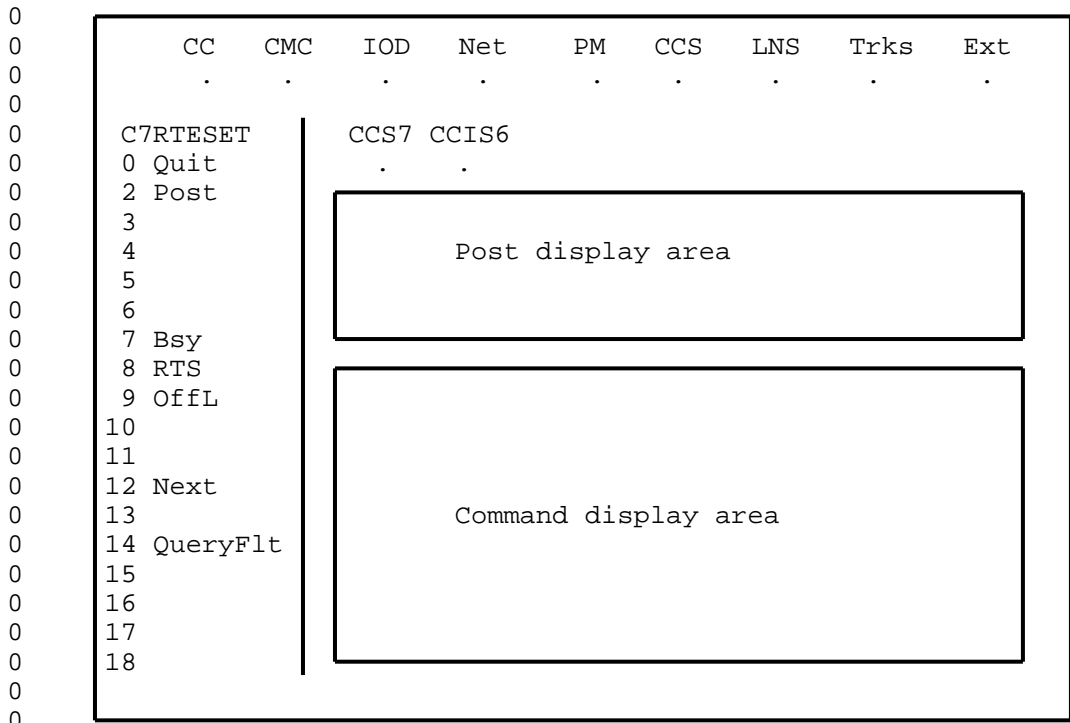 0
0 CC CMC IOD Net PM CCS LNS Trks Ext
0 . . . . . . . . .
0
0 C7RTESET CCS7 CCIS6
0 0 Quit . .
0 2 Post
0 3
0 4 Post display area
0 5
0 6
0 7 Bsy
0 8 RTS
0 9 OffL
0 10
0 11
0 12 Next
0 13 Command display area
0 14 QueryFlt
0 15
0 16
0 17
0 18
0
0